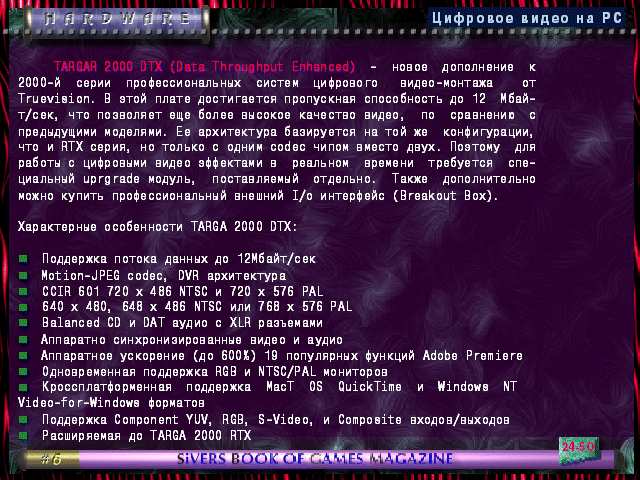 HARDWARE
Цифровое видео на PC
TARGAR 2000 DTX (Data Throughput Enhanced) - новое дополнение к
2000-й серии профессиональных систем цифрового видео-монтажа от
Truevision. В этой плате достигается пропускная способность до 12 Мбай-
т/сек, что позволяет еще более высокое качество видео, по сравнению с
предыдущими моделями. Ее архитектура базируется на той же конфигурации,
что и RTX серия, но только с одним codec чипом вместо двух. Поэтому для
работы с цифровыми видео эффектами в реальном времени требуется спе-
циальный uprgrade модуль, поставляемый отдельно. Также дополнительно
можно купить профессиональный внешний I/o интерфейс (Breakout Box).
Характерные особенности TARGA 2000 DTX:
Поддержка потока данных до 12Мбайт/сек
Motion-JPEG codec, DVR архитектура
CCIR 601 720 x 486 NTSC и 720 x 576 PAL
640 x 480, 648 x 486 NTSC или 768 x 576 PAL
Balanced CD и DAT аудио с XLR разъемами
Аппаратно синхронизированные видео и аудио
Аппаратное ускорение (до 600%) 19 популярных функций Adobe Premiere
Одновременная поддержка RGB и NTSC/PAL мониторов
Кроссплатформенная поддержка MacT OS QuickTime и Windows NT
Video-for-Windows форматов
Поддержка Component YUV, RGB, S-Video, и Composite входов/выходов
Расширяемая до TARGA 2000 RTX
24-50
#6
SIVERS BOOK OF GAMES MAGAZINE